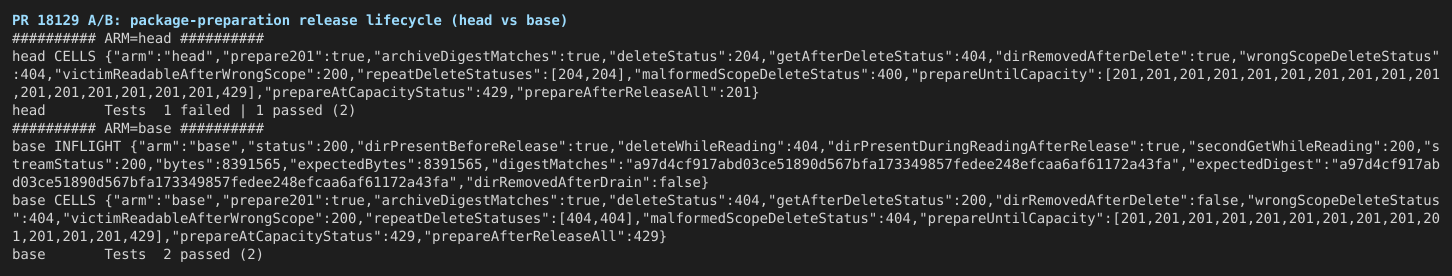 PR 18129 A/B: package-preparation release lifecycle (head vs base)
########## ARM=head ##########
head CELLS {"arm":"head","prepare201":true,"archiveDigestMatches":true,"deleteStatus":204,"getAfterDeleteStatus":404,"dirRemovedAfterDelete":true,"wrongScopeDeleteStatus"
:404,"victimReadableAfterWrongScope":200,"repeatDeleteStatuses":[204,204],"malformedScopeDeleteStatus":400,"prepareUntilCapacity":[201,201,201,201,201,201,201,201,201,201
,201,201,201,201,201,201,429],"prepareAtCapacityStatus":429,"prepareAfterReleaseAll":201}
head       Tests  1 failed | 1 passed (2)
########## ARM=base ##########
base INFLIGHT {"arm":"base","status":200,"dirPresentBeforeRelease":true,"deleteWhileReading":404,"dirPresentDuringReadingAfterRelease":true,"secondGetWhileReading":200,"s
treamStatus":200,"bytes":8391565,"expectedBytes":8391565,"digestMatches":"a97d4cf917abd03ce51890d567bfa173349857fedee248efcaa6af61172a43fa","expectedDigest":"a97d4cf917ab
d03ce51890d567bfa173349857fedee248efcaa6af61172a43fa","dirRemovedAfterDrain":false}
base CELLS {"arm":"base","prepare201":true,"archiveDigestMatches":true,"deleteStatus":404,"getAfterDeleteStatus":200,"dirRemovedAfterDelete":false,"wrongScopeDeleteStatus
":404,"victimReadableAfterWrongScope":200,"repeatDeleteStatuses":[404,404],"malformedScopeDeleteStatus":404,"prepareUntilCapacity":[201,201,201,201,201,201,201,201,201,20
1,201,201,201,429],"prepareAtCapacityStatus":429,"prepareAfterReleaseAll":429}
base       Tests  2 passed (2)